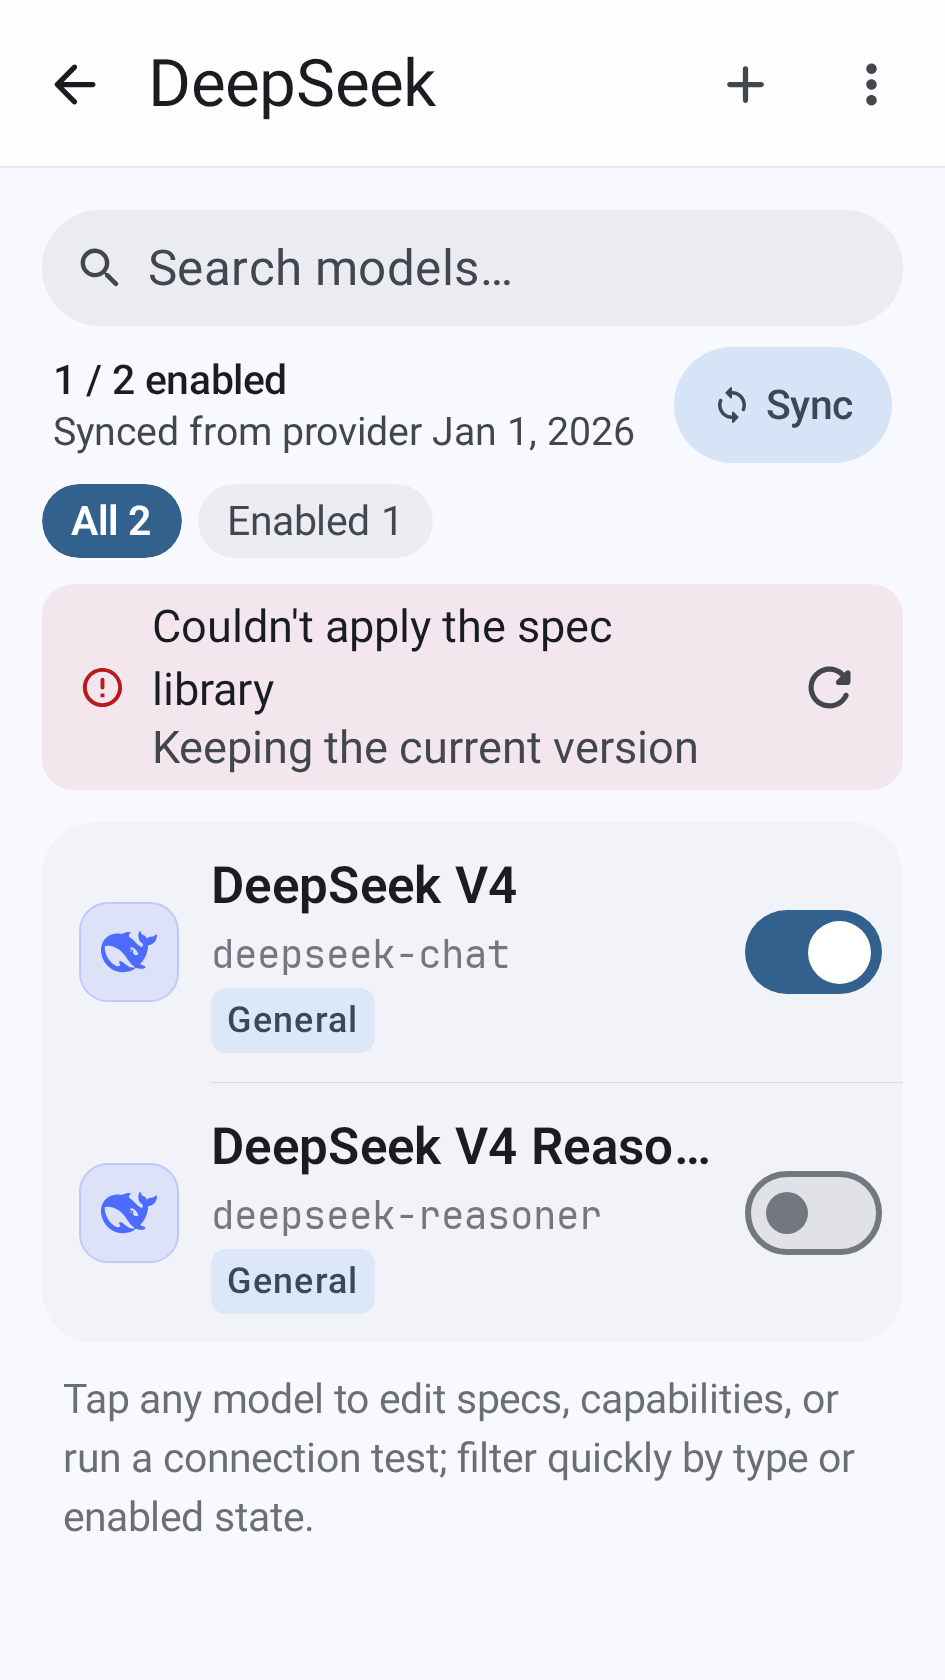 DeepSeek
Search models…
1 / 2 enabled
Synced from provider Jan 1, 2026
Sync
All 2
Enabled 1
Couldn't apply the spec
library
Keeping the current version
DeepSeek V4
deepseek-chat
General
DeepSeek V4 Reaso…
deepseek-reasoner
General
Tap any model to edit specs, capabilities, or
run a connection test; filter quickly by type or
enabled state.